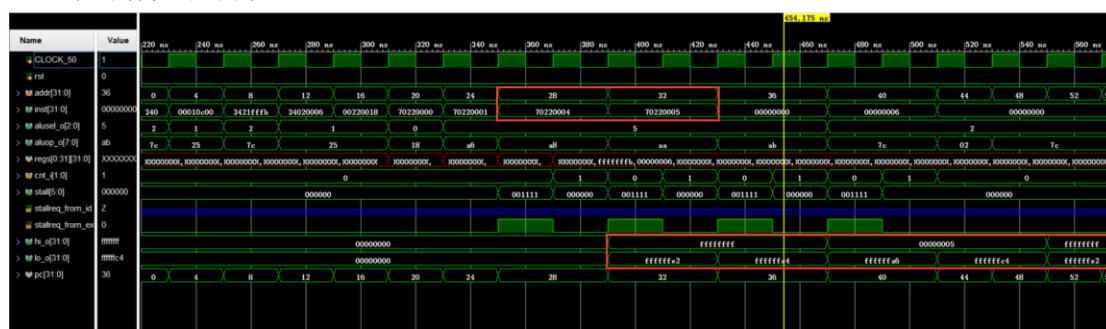 454.175 ns
Name Value 220 ns 240 ns 260 ns 280 ns 300 ns 320 ns 340 ns 360 ns 380 ns 400 ns 420 ns 440 ns 460 ns 480 ns 500 ns 520 ns 540 ns 560 ns
CLOCK_50 1
rst 0
addr[31:0] 36 0 4 8 12 16 20 24 28 32 36 40 44 48 52
inst[31:0] 00000000 340 00010c00 3421fffb 34020006 00220018 70220000 70220001 70220004 70220005 00000000 00000006 00000000
alusel_o[2:0] 5 2 1 2 1 0 5 2
aluop_o[7:0] ab 7c 25 7c 25 18 a6 a8 aa ab 7c 02 7c
regs[0:31][31:0] XXXXXXXX,
cnt_i[1:0] 1 0 1 0 1 0 1 0 1 0
stall[5:0] 000000 000000 001111 000000 001111 000000 001111 000000 001111 000000
stallreq_from_id Z
stallreq_from_ex 0
hi_o[31:0] ffffffff 00000000 ffffffff 00000005 ffffffff
lo_o[31:0] ffffffc4 00000000 ffffffe2 ffffffc4 ffffffa6 ffffffc4 ffffffe2
pc[31:0] 36 0 4 8 12 16 20 24 28 32 36 40 44 48 52